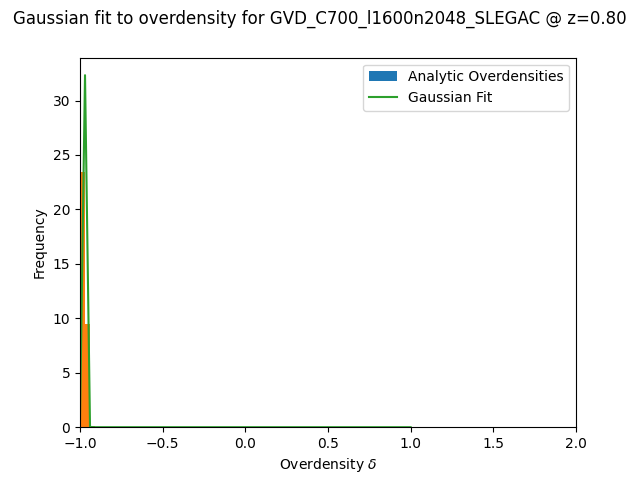 Gaussian fit to overdensity for GVD_C700_l1600n2048_SLEGAC @ z=0.80
Analytic Overdensities
Gaussian Fit
Frequency
30
25
20
15
10
5
0
−1.0
−0.5
0.0
0.5
1.0
1.5
2.0
Overdensity δ